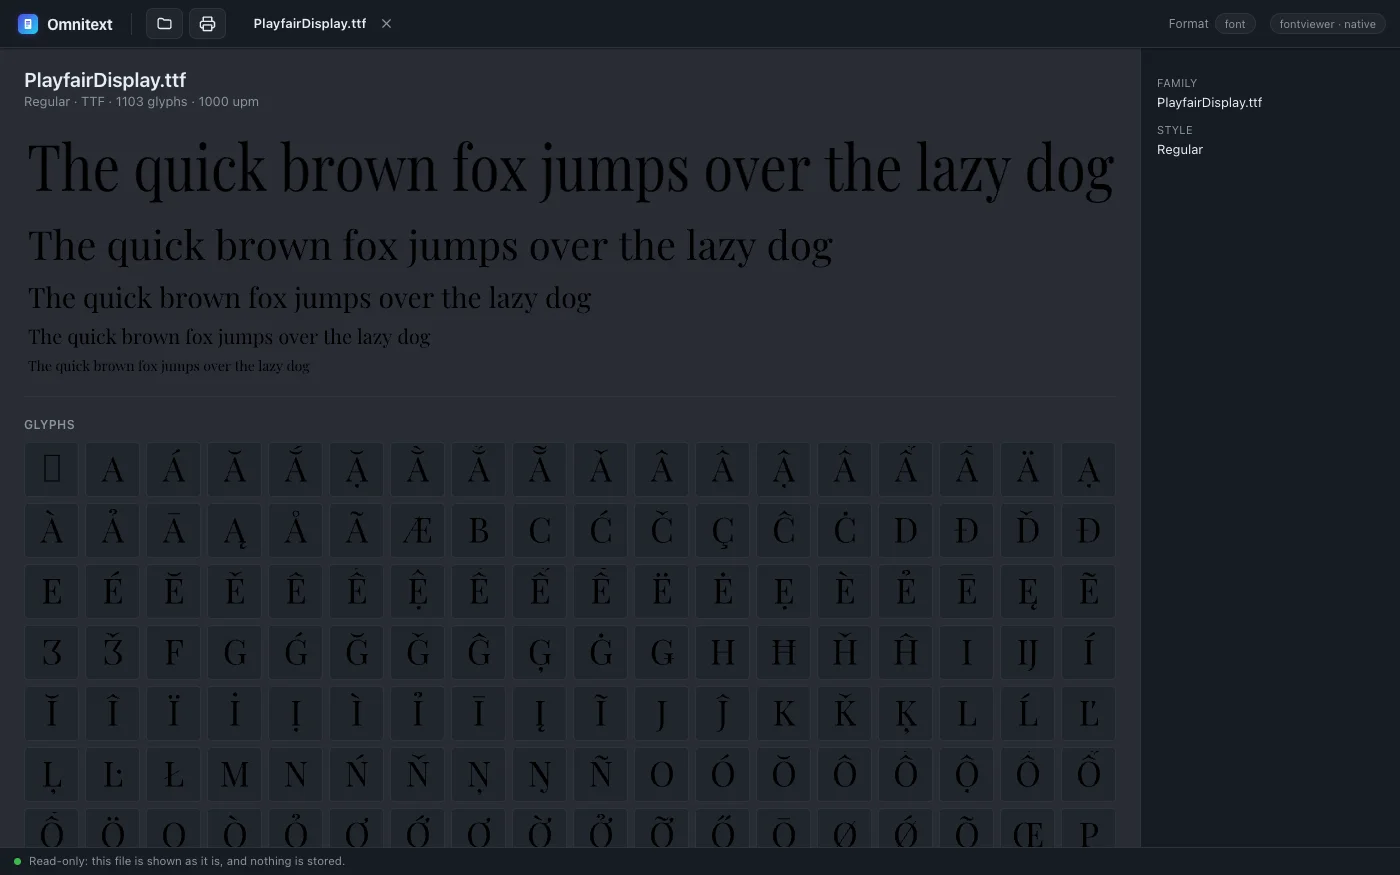 Omnitext PlayfairDisplay.ttf Format font fontviewer · native
PlayfairDisplay.ttf
Regular · TTF · 1103 glyphs · 1000 upm
The quick brown fox jumps over the lazy dog
The quick brown fox jumps over the lazy dog
The quick brown fox jumps over the lazy dog
The quick brown fox jumps over the lazy dog
The quick brown fox jumps over the lazy dog
GLYPHS
A Á Ă Ắ Ặ Ằ Ẳ Ẵ Ǎ Â Ậ Ä Ạ
À Ả Ā Ą Å Ã Æ B C Ć Č Ç Ĉ Ċ D Ð Ď Đ
E É Ĕ Ě Ê Ệ Ë Ė Ẹ È Ẻ Ē Ę Ẽ
Ʒ Ǯ F G Ǵ Ğ Ǧ Ĝ Ģ Ġ Ǥ H Ħ Ȟ Ĥ I IJ Í
Ĭ Î Ï İ Ị Ì Ỉ Ī Į Ĩ J Ĵ K Ǩ Ķ L Ĺ Ľ
Ļ Ŀ Ł M N Ń Ň Ņ Ŋ Ñ O Ó Ŏ Ô Ộ
Ö Ọ Ò Ỏ Ơ Ớ Ợ Ờ Ở Ỡ Ő Ō Ø Ǿ Õ Œ P
FAMILY
PlayfairDisplay.ttf
STYLE
Regular
Read-only: this file is shown as it is, and nothing is stored.